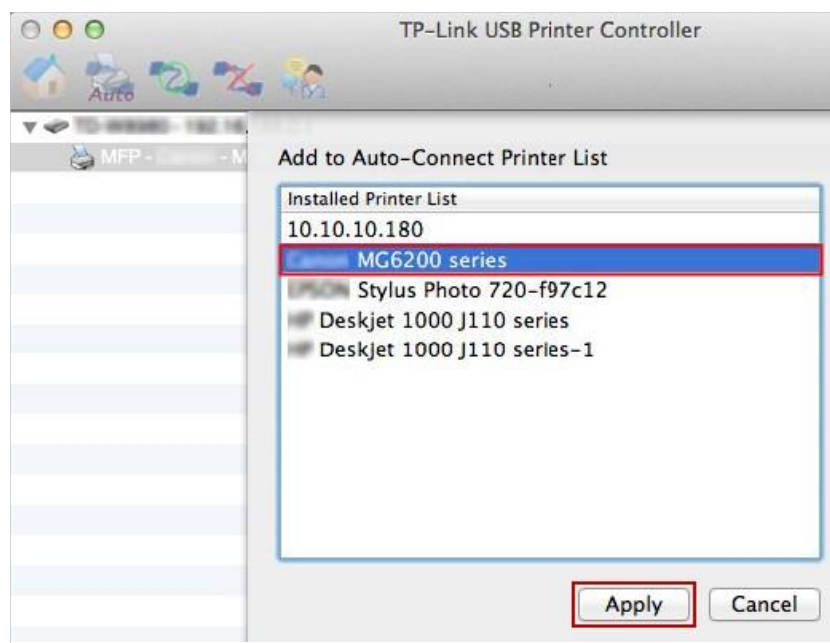 TP-Link USB Printer Controller
Auto
MFP - - M
Add to Auto-Connect Printer List
Installed Printer List
10.10.10.180
MG6200 series
Stylus Photo 720-f97c12
Deskjet 1000 J110 series
Deskjet 1000 J110 series-1
Apply
Cancel